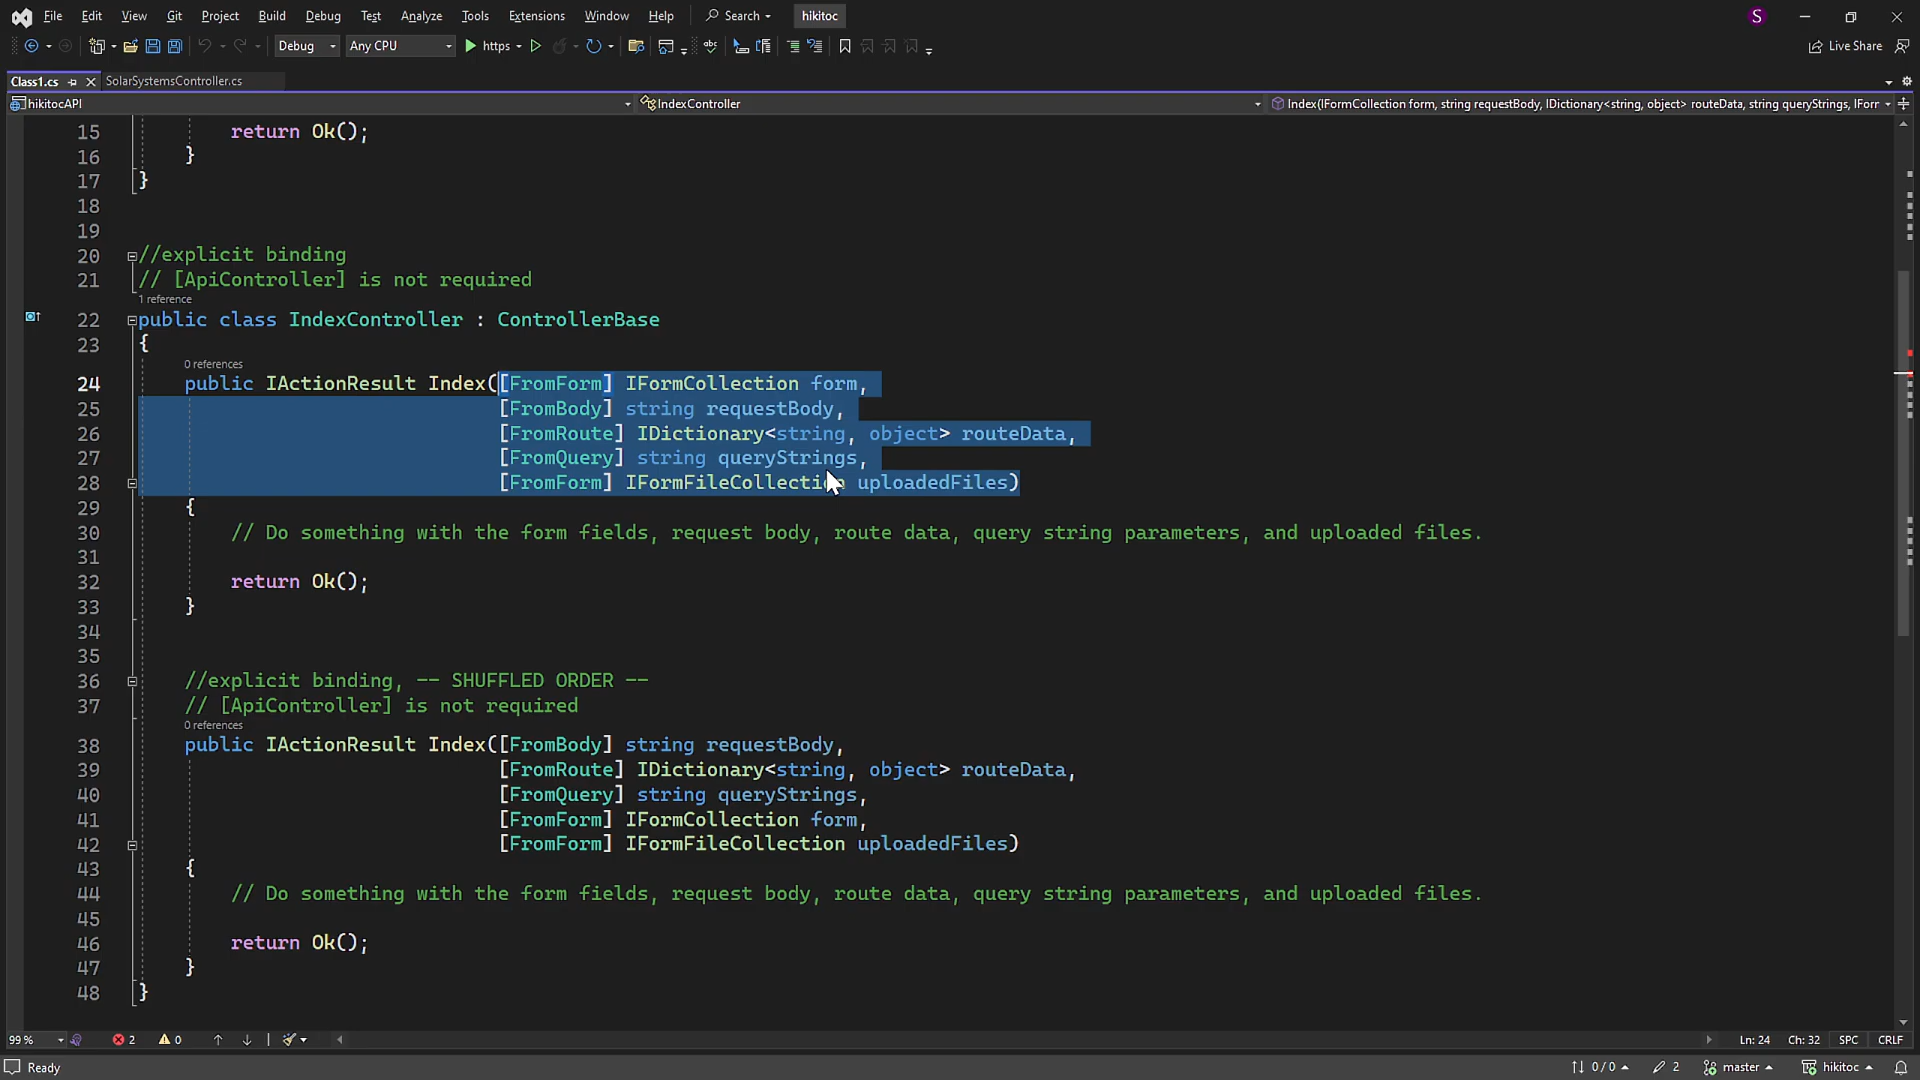 File Edit View Git Project Build Debug Test Analyze Tools Extensions Window Help Search hikitoc S
Debug Any CPU https Live Share
Class1.cs SolarSystemsController.cs
hikitocAPI IndexController Index(IFormCollection form, string requestBody, IDictionary<string, object> routeData, string queryStrings, IForr
15 return Ok();
16 }
17 }
18
19
20 //explicit binding
21 // [ApiController] is not required
1 reference
22 public class IndexController : ControllerBase
23 {
0 references
24 public IActionResult Index([FromForm] IFormCollection form,
25 [FromBody] string requestBody,
26 [FromRoute] IDictionary<string, object> routeData,
27 [FromQuery] string queryStrings,
28 [FromForm] IFormFileCollection uploadedFiles)
29 {
30 // Do something with the form fields, request body, route data, query string parameters, and uploaded files.
31
32 return Ok();
33 }
34
35
36 //explicit binding, -- SHUFFLED ORDER --
37 // [ApiController] is not required
0 references
38 public IActionResult Index([FromBody] string requestBody,
39 [FromRoute] IDictionary<string, object> routeData,
40 [FromQuery] string queryStrings,
41 [FromForm] IFormCollection form,
42 [FromForm] IFormFileCollection uploadedFiles)
43 {
44 // Do something with the form fields, request body, route data, query string parameters, and uploaded files.
45
46 return Ok();
47 }
48 }
99 % 2 0 Ln: 24 Ch: 32 SPC CRLF
Ready 0 / 0 2 master hikitoc